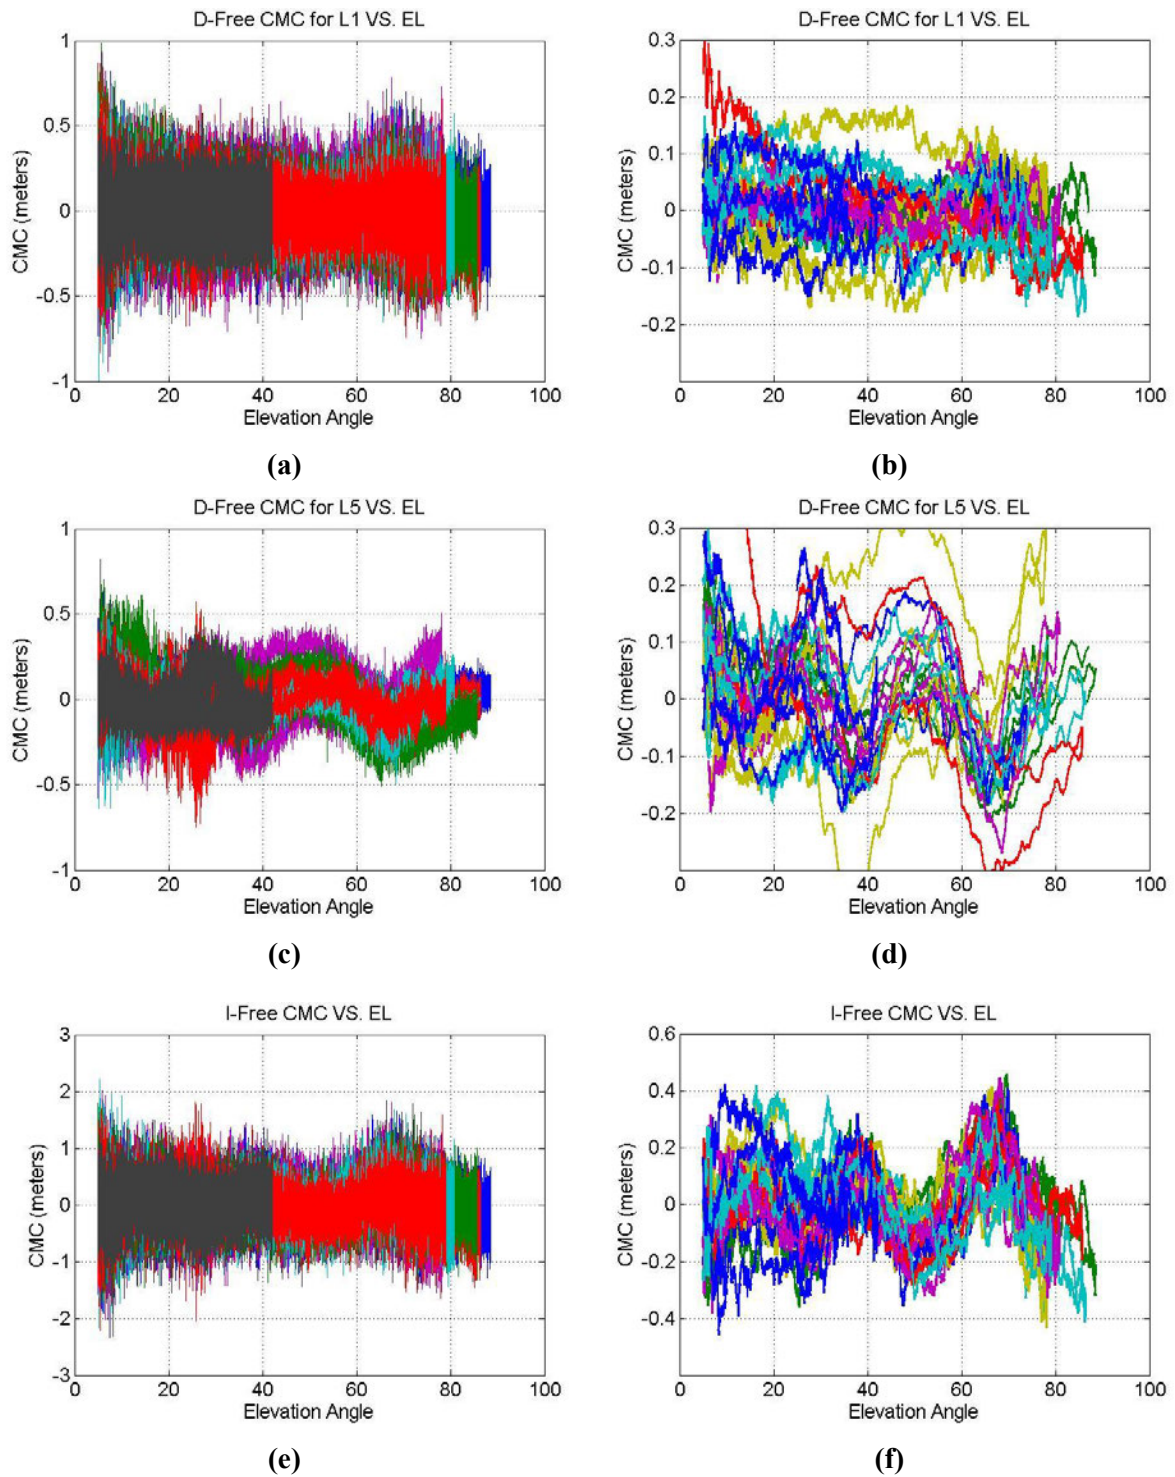 D-Free CMC for L1 VS. EL
CMC (meters)
1
0.5
0
-0.5
-1
0 20 40 60 80 100
Elevation Angle
(a)
D-Free CMC for L1 VS. EL
CMC (meters)
0.3
0.2
0.1
0
-0.1
-0.2
0 20 40 60 80 100
Elevation Angle
(b)
D-Free CMC for L5 VS. EL
CMC (meters)
1
0.5
0
-0.5
-1
0 20 40 60 80 100
Elevation Angle
(c)
D-Free CMC for L5 VS. EL
CMC (meters)
0.3
0.2
0.1
0
-0.1
-0.2
0 20 40 60 80 100
Elevation Angle
(d)
I-Free CMC VS. EL
CMC (meters)
3
2
1
0
-1
-2
-3
0 20 40 60 80 100
Elevation Angle
(e)
I-Free CMC VS. EL
CMC (meters)
0.6
0.4
0.2
0
-0.2
-0.4
0 20 40 60 80 100
Elevation Angle
(f)